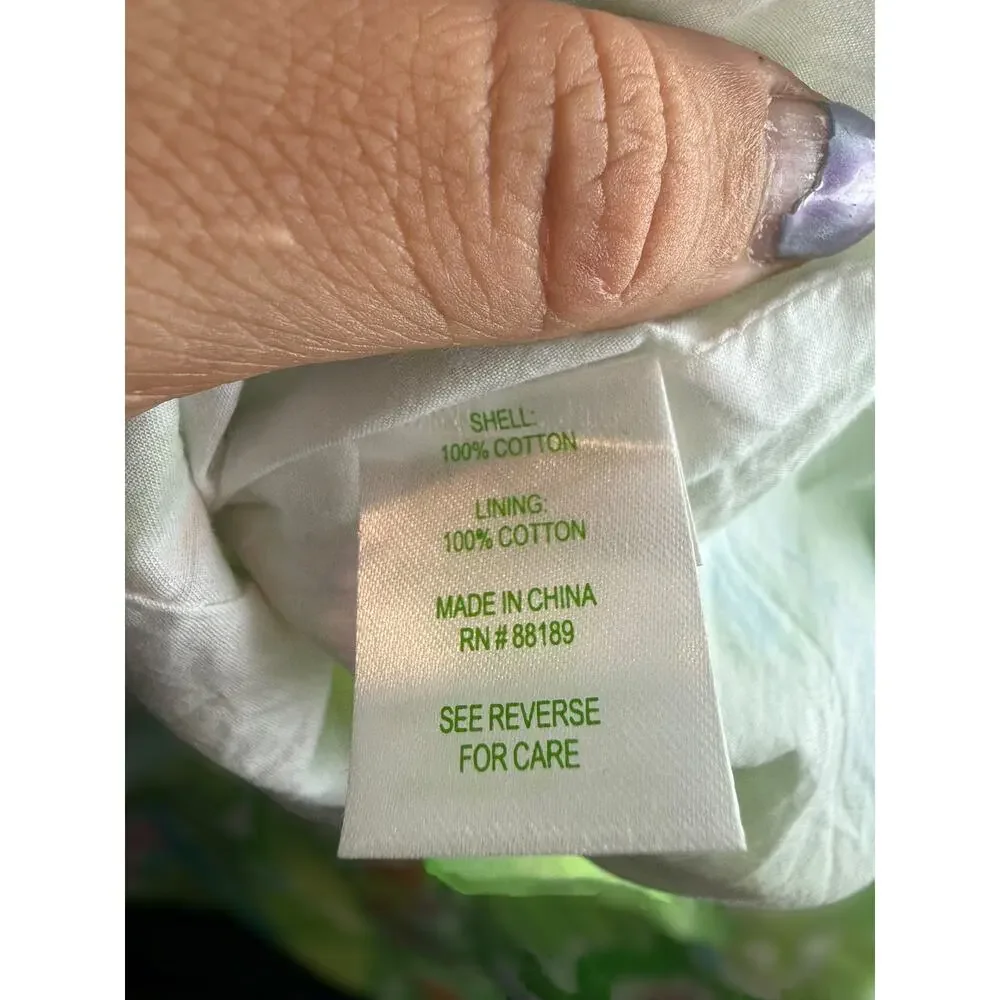 SHELL:
100% COTTON
LINING:
100% COTTON
MADE IN CHINA
RN # 88189
SEE REVERSE
FOR CARE